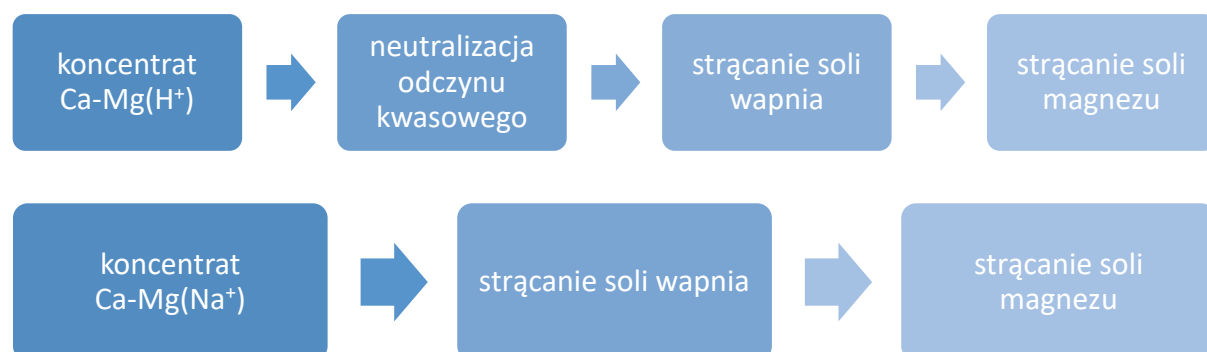 koncentrat
Ca-Mg(H⁺)
neutralizacja
odczynu
kwasowego
strącanie soli
wapnia
strącanie soli
magnezu
koncentrat
Ca-Mg(Na⁺)
strącanie soli wapnia
strącanie soli
magnezu